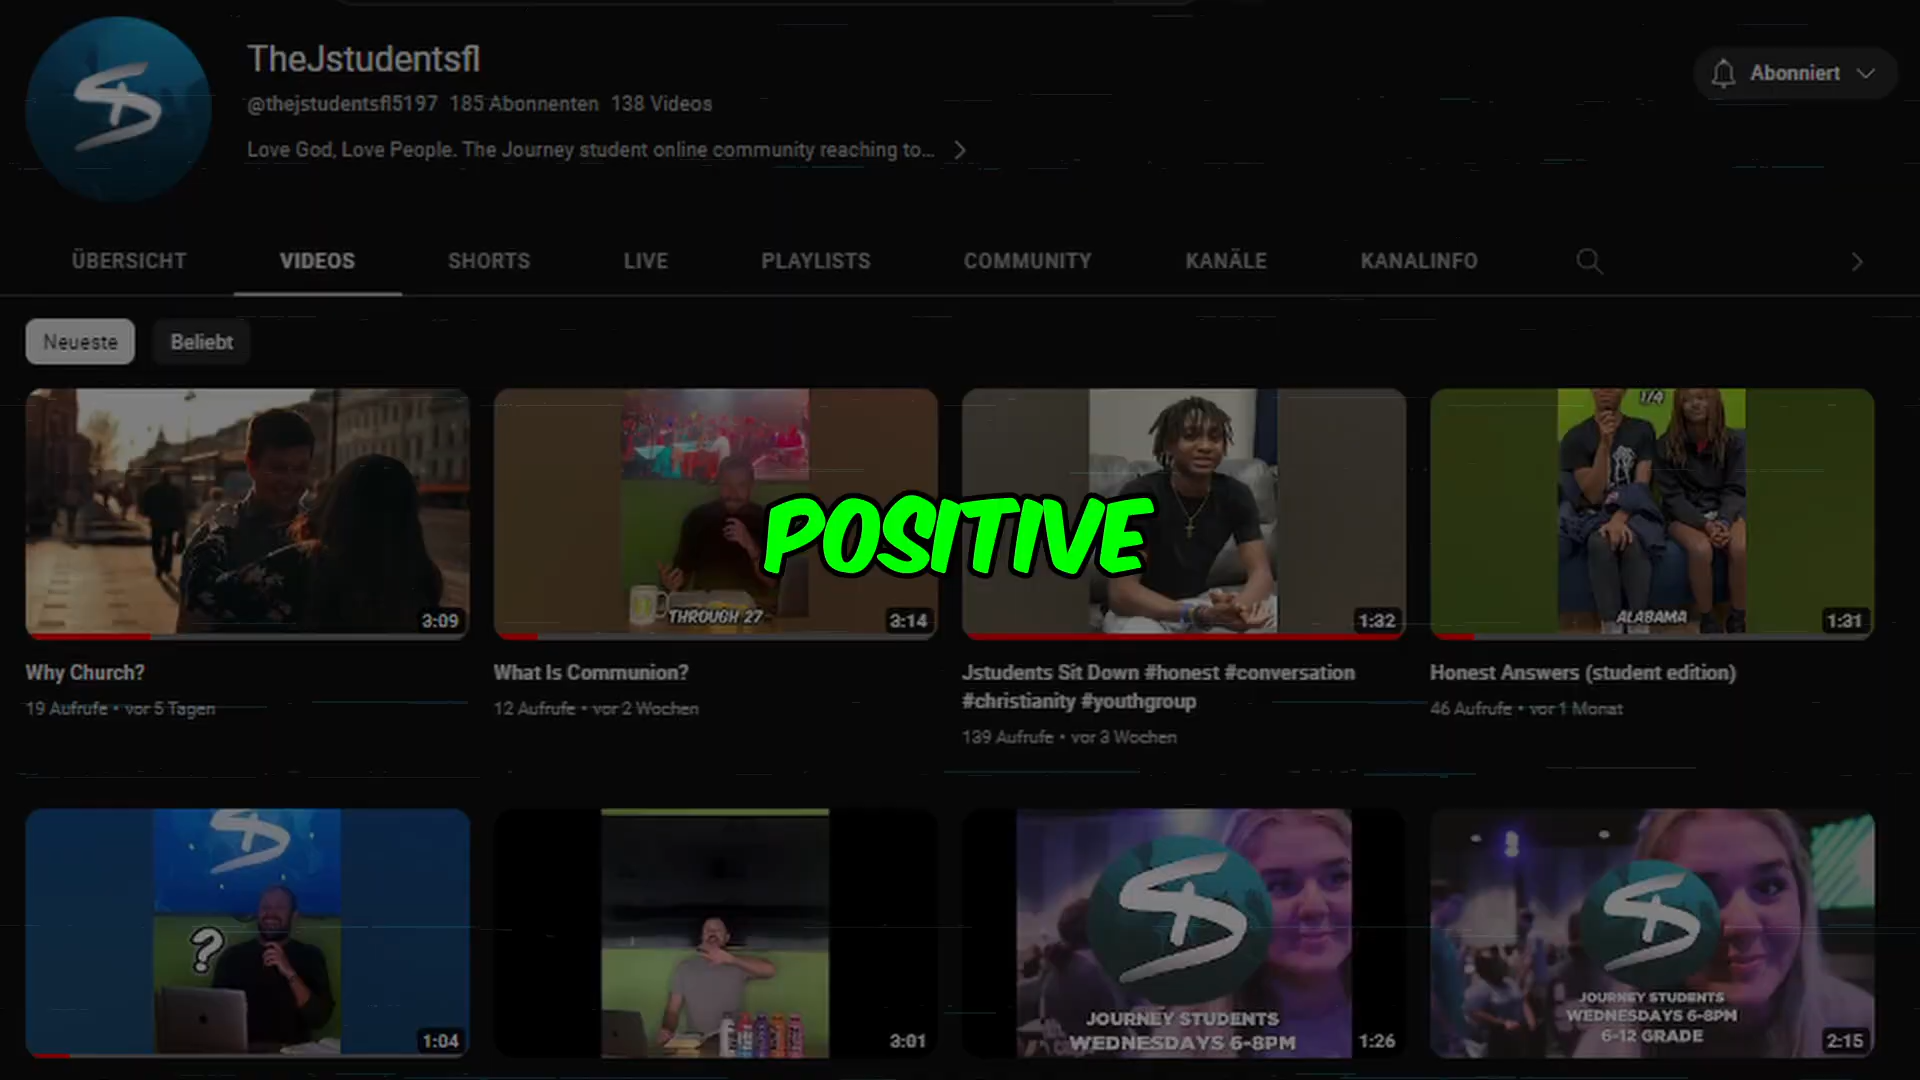 TheJstudentsfl
@thejstudentsfl5197 185 Abonnenten 138 Videos
Love God, Love People. The Journey student online community reaching to...
Abonniert
ÜBERSICHT VIDEOS SHORTS LIVE PLAYLISTS COMMUNITY KANÄLE KANALINFO
Neueste Beliebt
1/4
POSITIVE
THROUGH 27
ALABAMA
3:09 3:14 1:32 1:31
Why Church?
19 Aufrufe • vor 5 Tagen
What Is Communion?
12 Aufrufe • vor 2 Wochen
Jstudents Sit Down #honest #conversation
#christianity #youthgroup
139 Aufrufe • vor 3 Wochen
Honest Answers (student edition)
46 Aufrufe • vor 1 Monat
?
1:04
3:01
JOURNEY STUDENTS
WEDNESDAYS 6-8PM
1:26
JOURNEY STUDENTS
WEDNESDAYS 6-8PM
6-12 GRADE
2:15